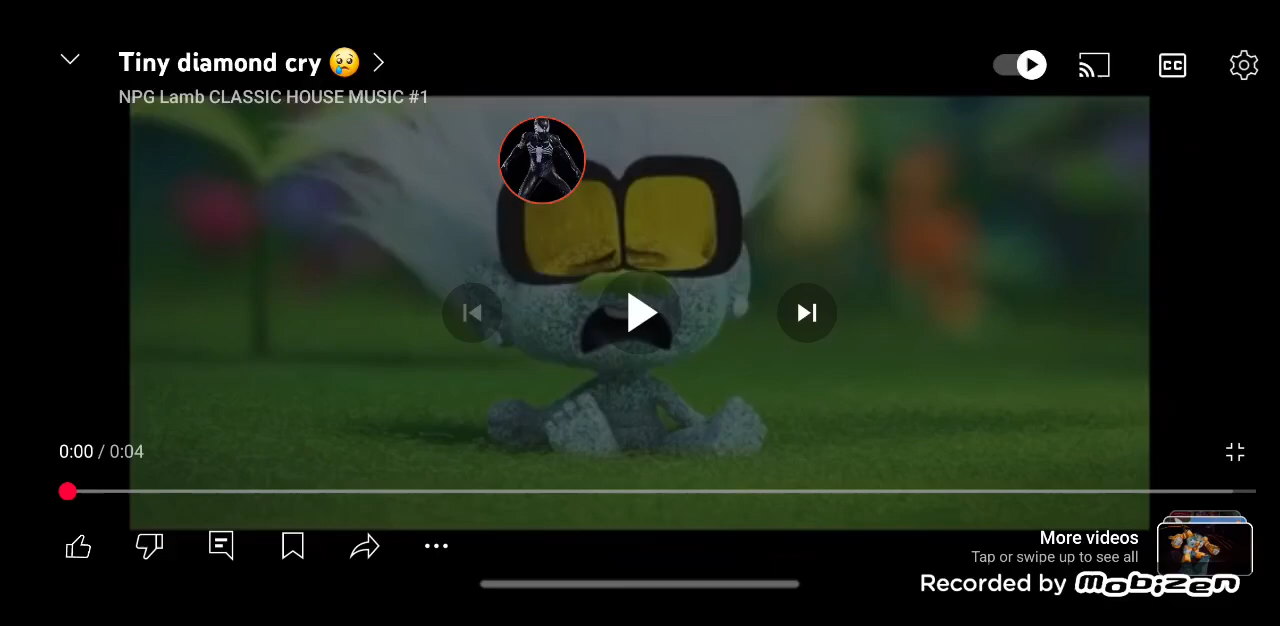 Tiny diamond cry 😢
NPG Lamb CLASSIC HOUSE MUSIC #1
CC
0:00 / 0:04
More videos
Tap or swipe up to see all
Recorded by Mobizen